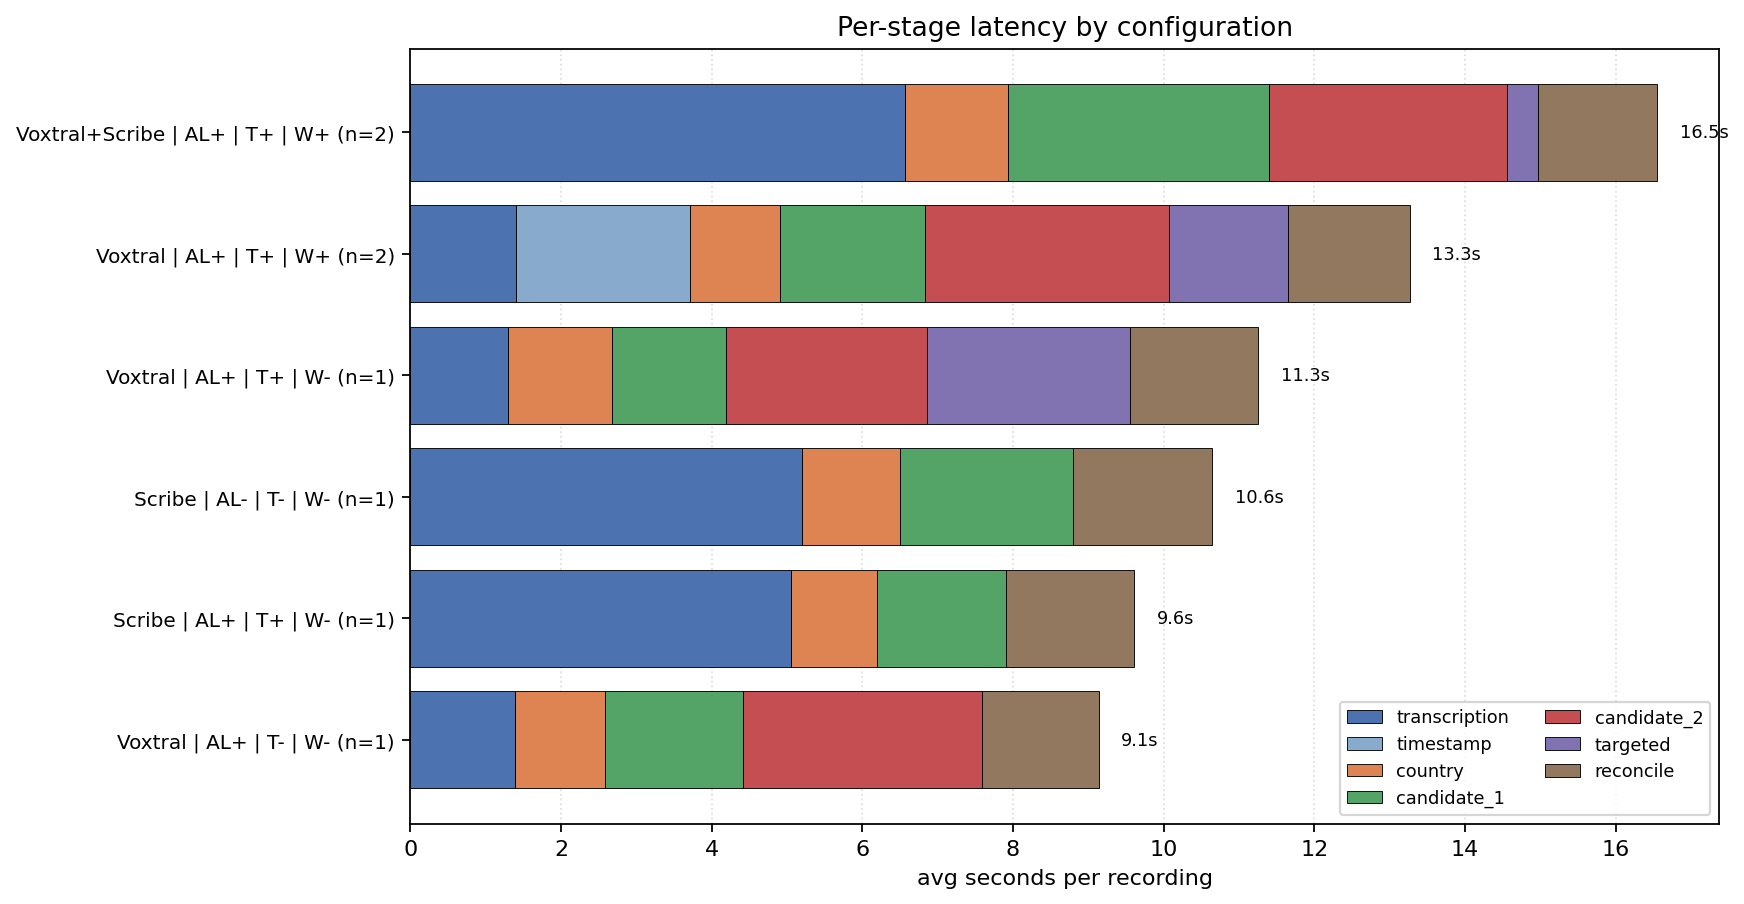 Per-stage latency by configuration
Voxtral+Scribe | AL+ | T+ | W+ (n=2)
16.5s
Voxtral | AL+ | T+ | W+ (n=2)
13.3s
Voxtral | AL+ | T+ | W- (n=1)
11.3s
Scribe | AL- | T- | W- (n=1)
10.6s
Scribe | AL+ | T+ | W- (n=1)
9.6s
Voxtral | AL+ | T- | W- (n=1)
9.1s
transcription
timestamp
country
candidate_1
candidate_2
targeted
reconcile
0 2 4 6 8 10 12 14 16
avg seconds per recording